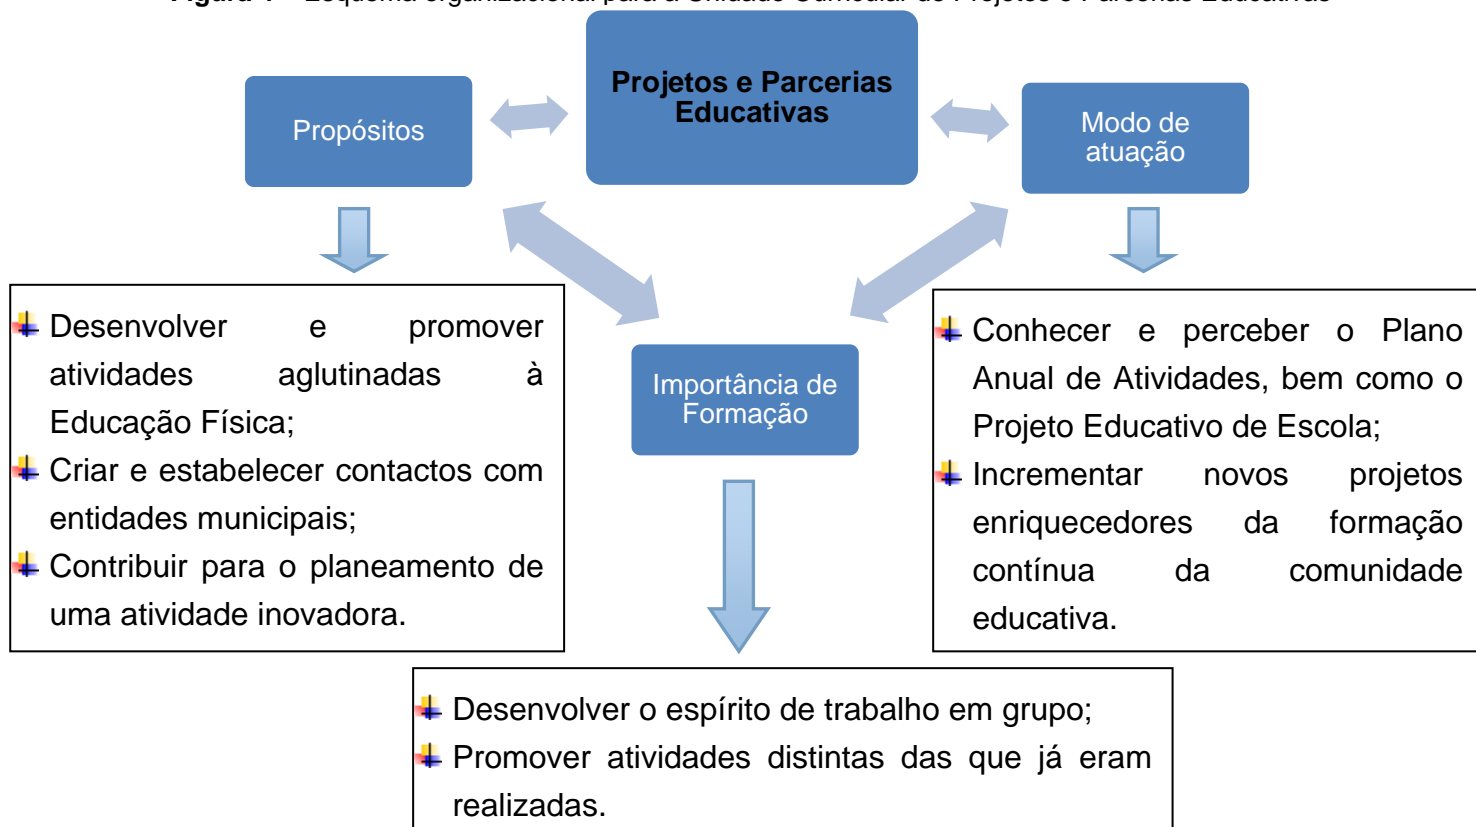 Projetos e Parcerias
Educativas
Propósitos
Modo de
atuação
Desenvolver e promover
atividades aglutinadas à
Educação Física;
Criar e estabelecer contactos com
entidades municipais;
Contribuir para o planeamento de
uma atividade inovadora.
Importância de
Formação
Conhecer e perceber o Plano
Anual de Atividades, bem como o
Projeto Educativo de Escola;
Incrementar novos projetos
enriquecedores da formação
contínua da comunidade
educativa.
Desenvolver o espírito de trabalho em grupo;
Promover atividades distintas das que já eram
realizadas.